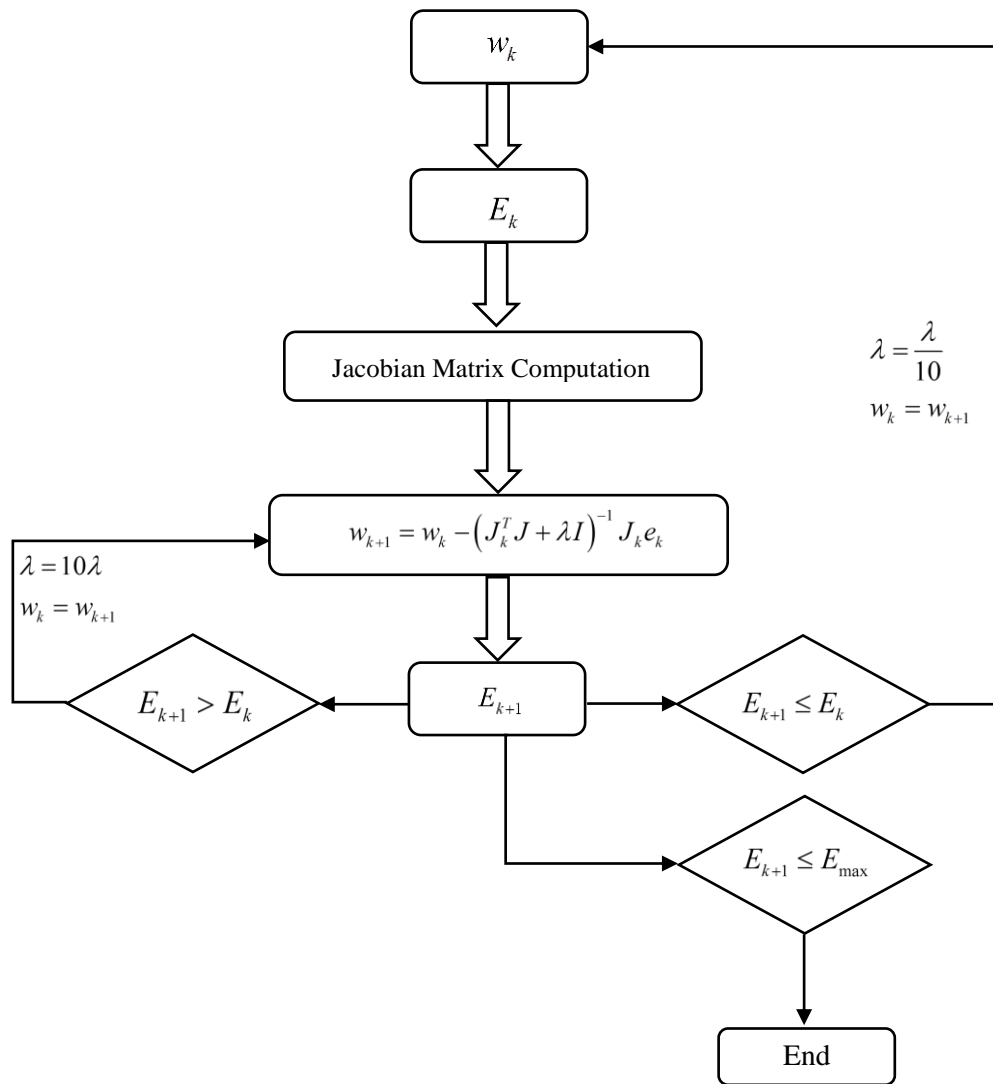 w_k
E_k
λ = λ/10
w_k = w_{k+1}
Jacobian Matrix Computation
w_{k+1} = w_k − (J_k^T J + λI)^{−1} J_k e_k
λ = 10λ
w_k = w_{k+1}
E_{k+1} > E_k
E_{k+1}
E_{k+1} ≤ E_k
E_{k+1} ≤ E_max
End